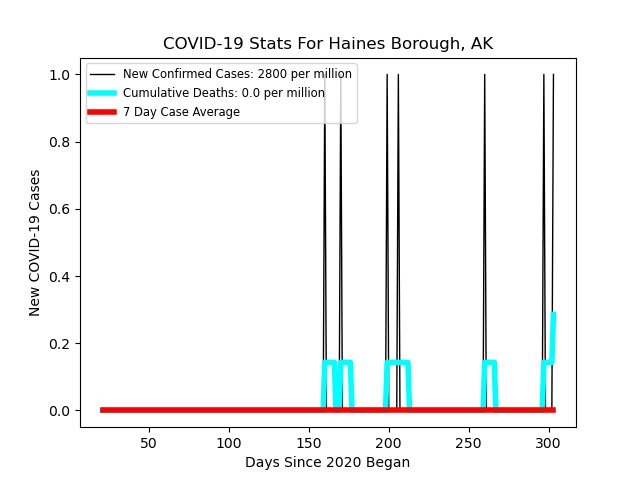 COVID-19 Stats For Haines Borough, AK
New Confirmed Cases: 2800 per million
Cumulative Deaths: 0.0 per million
7 Day Case Average
1.0
0.8
0.6
0.4
0.2
0.0
New COVID-19 Cases
50 100 150 200 250 300
Days Since 2020 Began